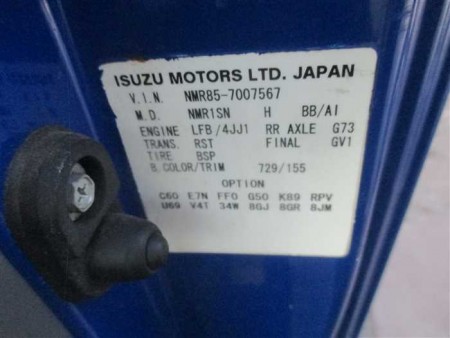 ISUZU MOTORS LTD. JAPAN
V.I.N. NMR85-7007567
M.D. NMR1SN H BB/AI
ENGINE LFB/4JJ1 RR AXLE G73
TRANS. RST FINAL GV1
TIRE BSP
B.COLOR/TRIM 729/155
OPTION
C60 E7N FF0 G50 K89 RPV
U69 V4T 34W 8GJ 8GR 8JM